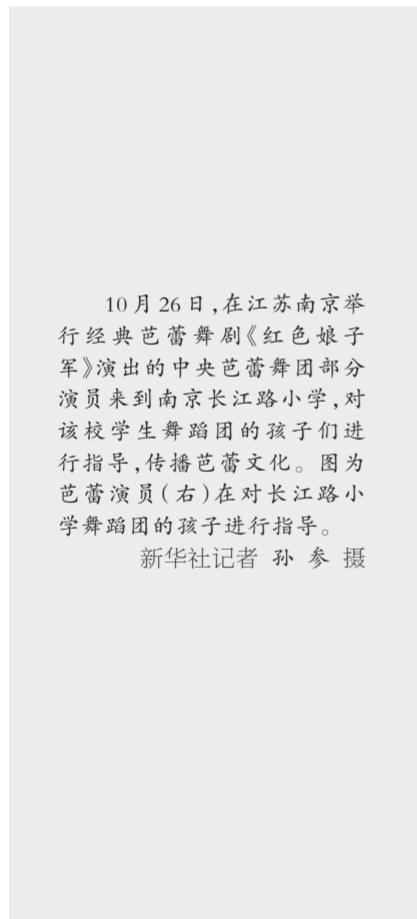 10月26日,在江苏南京举
行经典芭蕾舞剧《红色娘子
军》演出的中央芭蕾舞团部分
演员来到南京长江路小学,对
该校学生舞蹈团的孩子们进
行指导,传播芭蕾文化。图为
芭蕾演员(右)在对长江路小
学舞蹈团的孩子进行指导。
新华社记者 孙 参 摄